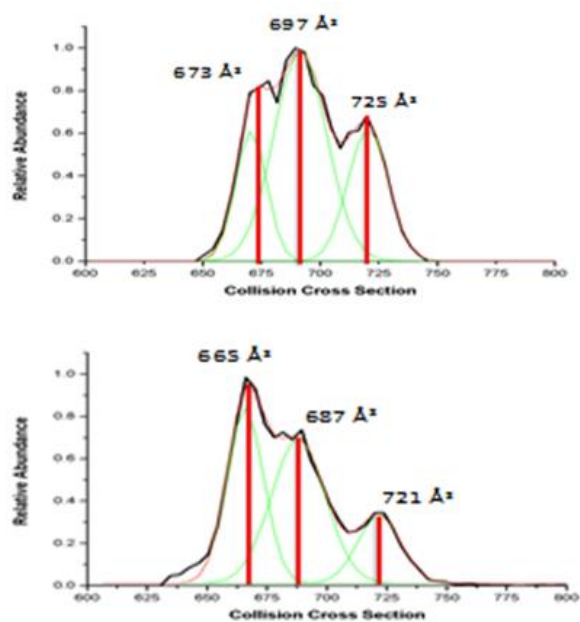 697 Å²
673 Å²
725 Å²
Relative Abundance
1.0
0.8
0.6
0.4
0.2
0.0
600 625 650 675 700 725 750 775 800
Collision Cross Section
665 Å²
687 Å²
721 Å²
Relative Abundance
1.0
0.8
0.6
0.4
0.2
0.0
600 625 650 675 700 725 750 775 800
Collision Cross Section